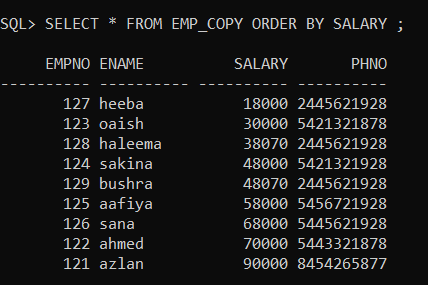 SQL> SELECT * FROM EMP_COPY ORDER BY SALARY ;
EMPNO ENAME SALARY PHNO
---------- ---------- ---------- ----------
127 heeba 18000 2445621928
123 oaish 30000 5421321878
128 haleema 38070 2445621928
124 sakina 48000 5421321928
129 bushra 48070 2445621928
125 aafiya 58000 5456721928
126 sana 68000 5445621928
122 ahmed 70000 5443321878
121 azlan 90000 8454265877